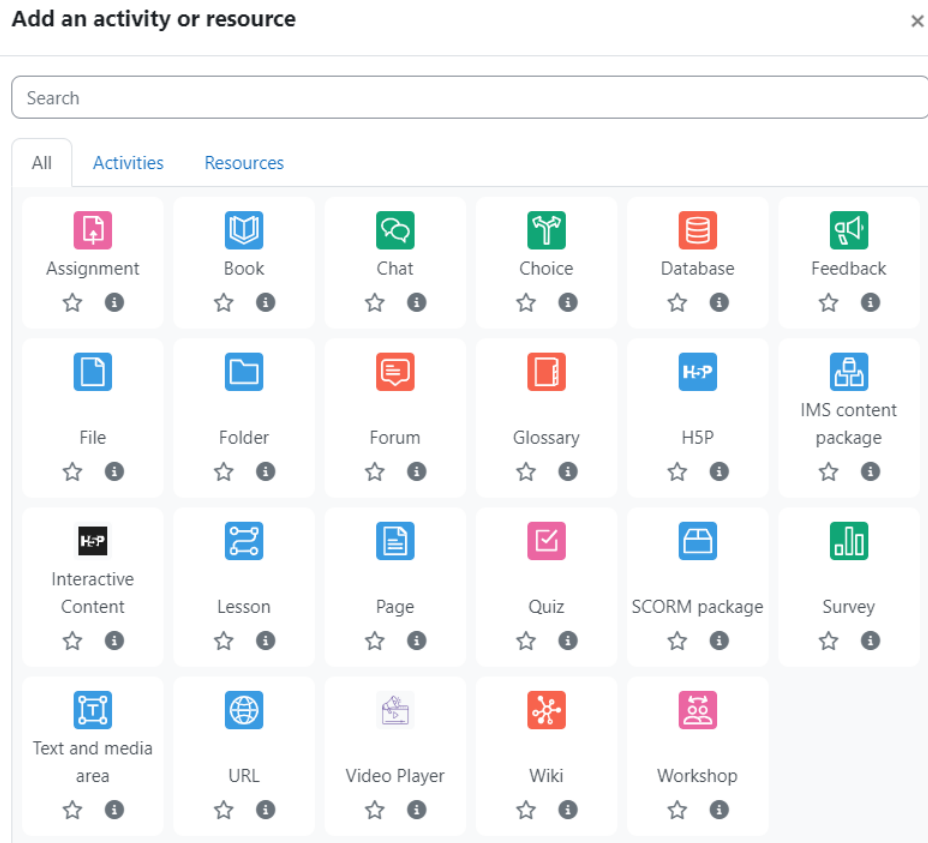 Add an activity or resource
Search
All Activities Resources
Assignment Book Chat Choice Database Feedback
File Folder Forum Glossary H5P IMS content package
Interactive Content Lesson Page Quiz SCORM package Survey
Text and media area URL Video Player Wiki Workshop